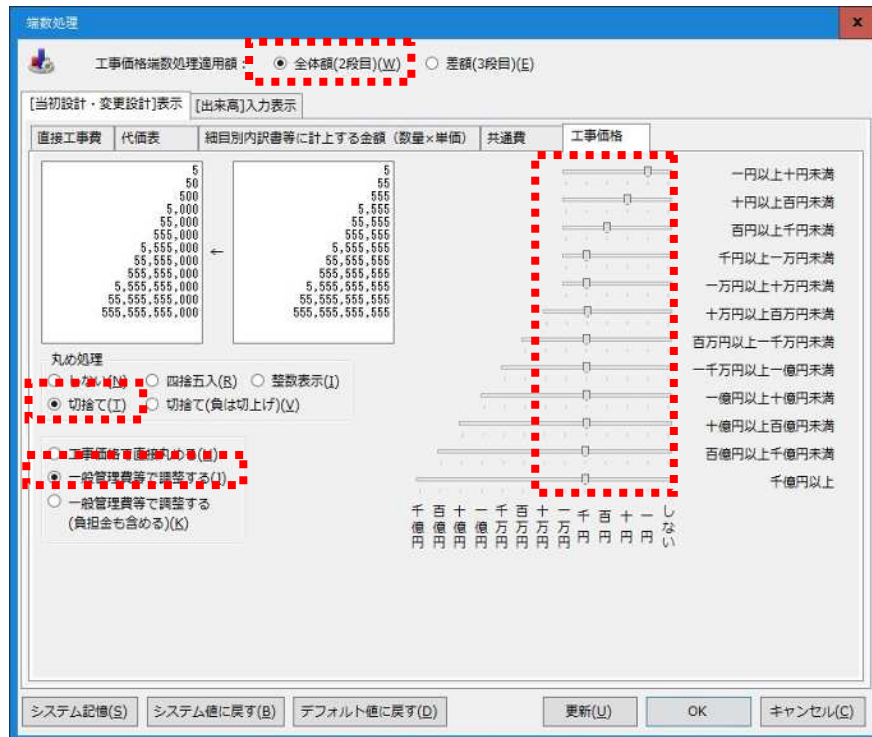 端数処理
x
工事価格端数処理適用額： 全体額(2段目)(W) 差額(3段目)(E)
[当初設計・変更設計]表示 [出来高]入力表示
直接工事費 代価表 細目別内訳書等に計上する金額（数量×単価） 共通費 工事価格
5
50
500
5,000
55,000
555,000
5,555,000
55,555,000
555,555,000
5,555,555,000
55,555,555,000
555,555,555,000
←
5
55
555
5,555
55,555
555,555
5,555,555
55,555,555
555,555,555
5,555,555,555
55,555,555,555
555,555,555,555
一円以上十円未満
十円以上百円未満
百円以上千円未満
千円以上一万円未満
一万円以上十万円未満
十万円以上百万円未満
百万円以上一千万円未満
一千万円以上一億円未満
一億円以上十億円未満
十億円以上百億円未満
百億円以上千億円未満
千億円以上
千億円 百億円 十億円 一億円 千万円 百万円 十万円 一万円 千円 百円 十円 一円 しない
丸め処理
しない(N) 四捨五入(R) 整数表示(I)
切捨て(T) 切捨て(負は切上げ)(V)
工事価格で直接丸める(M)
一般管理費等で調整する(J)
一般管理費等で調整する
(負担金も含める)(K)
システム記憶(S) システム値に戻す(B) デフォルト値に戻す(D) 更新(U) OK キャンセル(C)